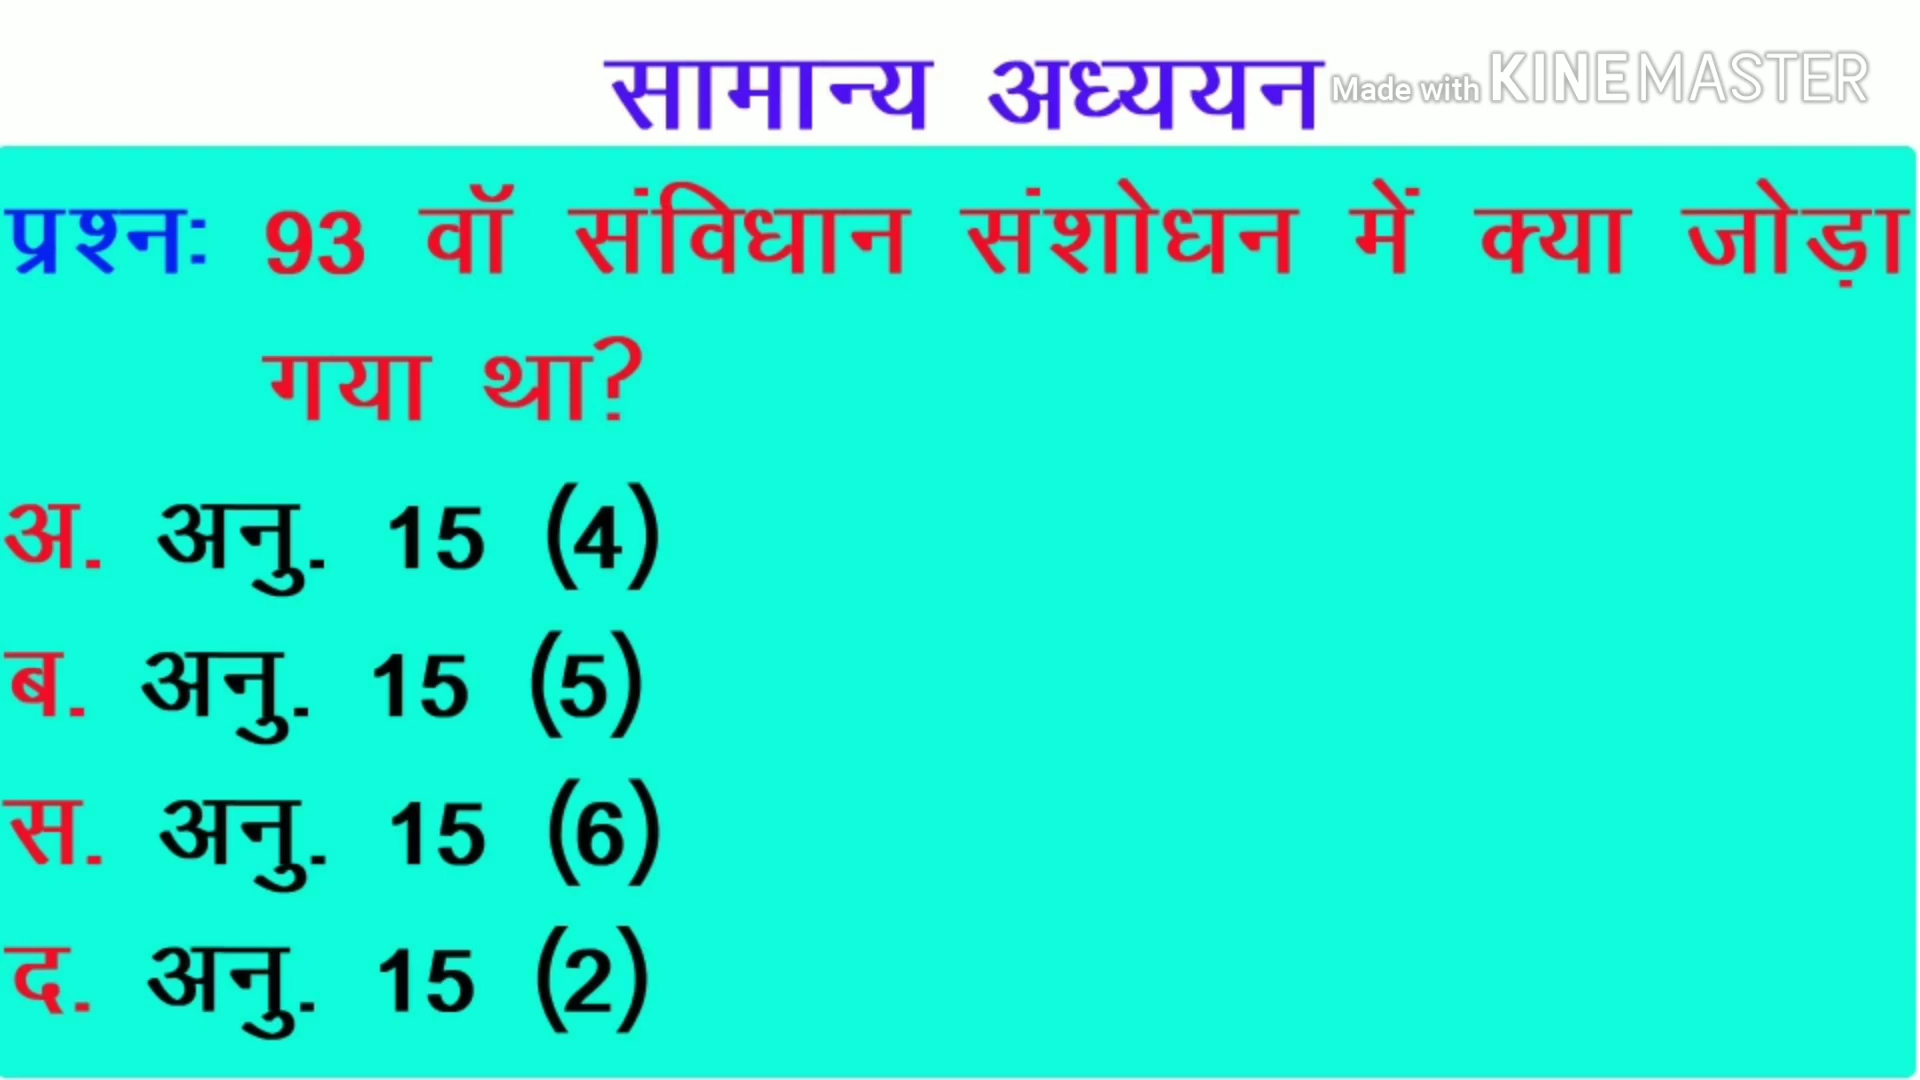 सामान्य अध्ययन Made with KINEMASTER
प्रश्न: 93 वॉ संविधान संशोधन में क्या जोड़ा
गया था?
अ. अनु. 15 (4)
ब. अनु. 15 (5)
स. अनु. 15 (6)
द. अनु. 15 (2)